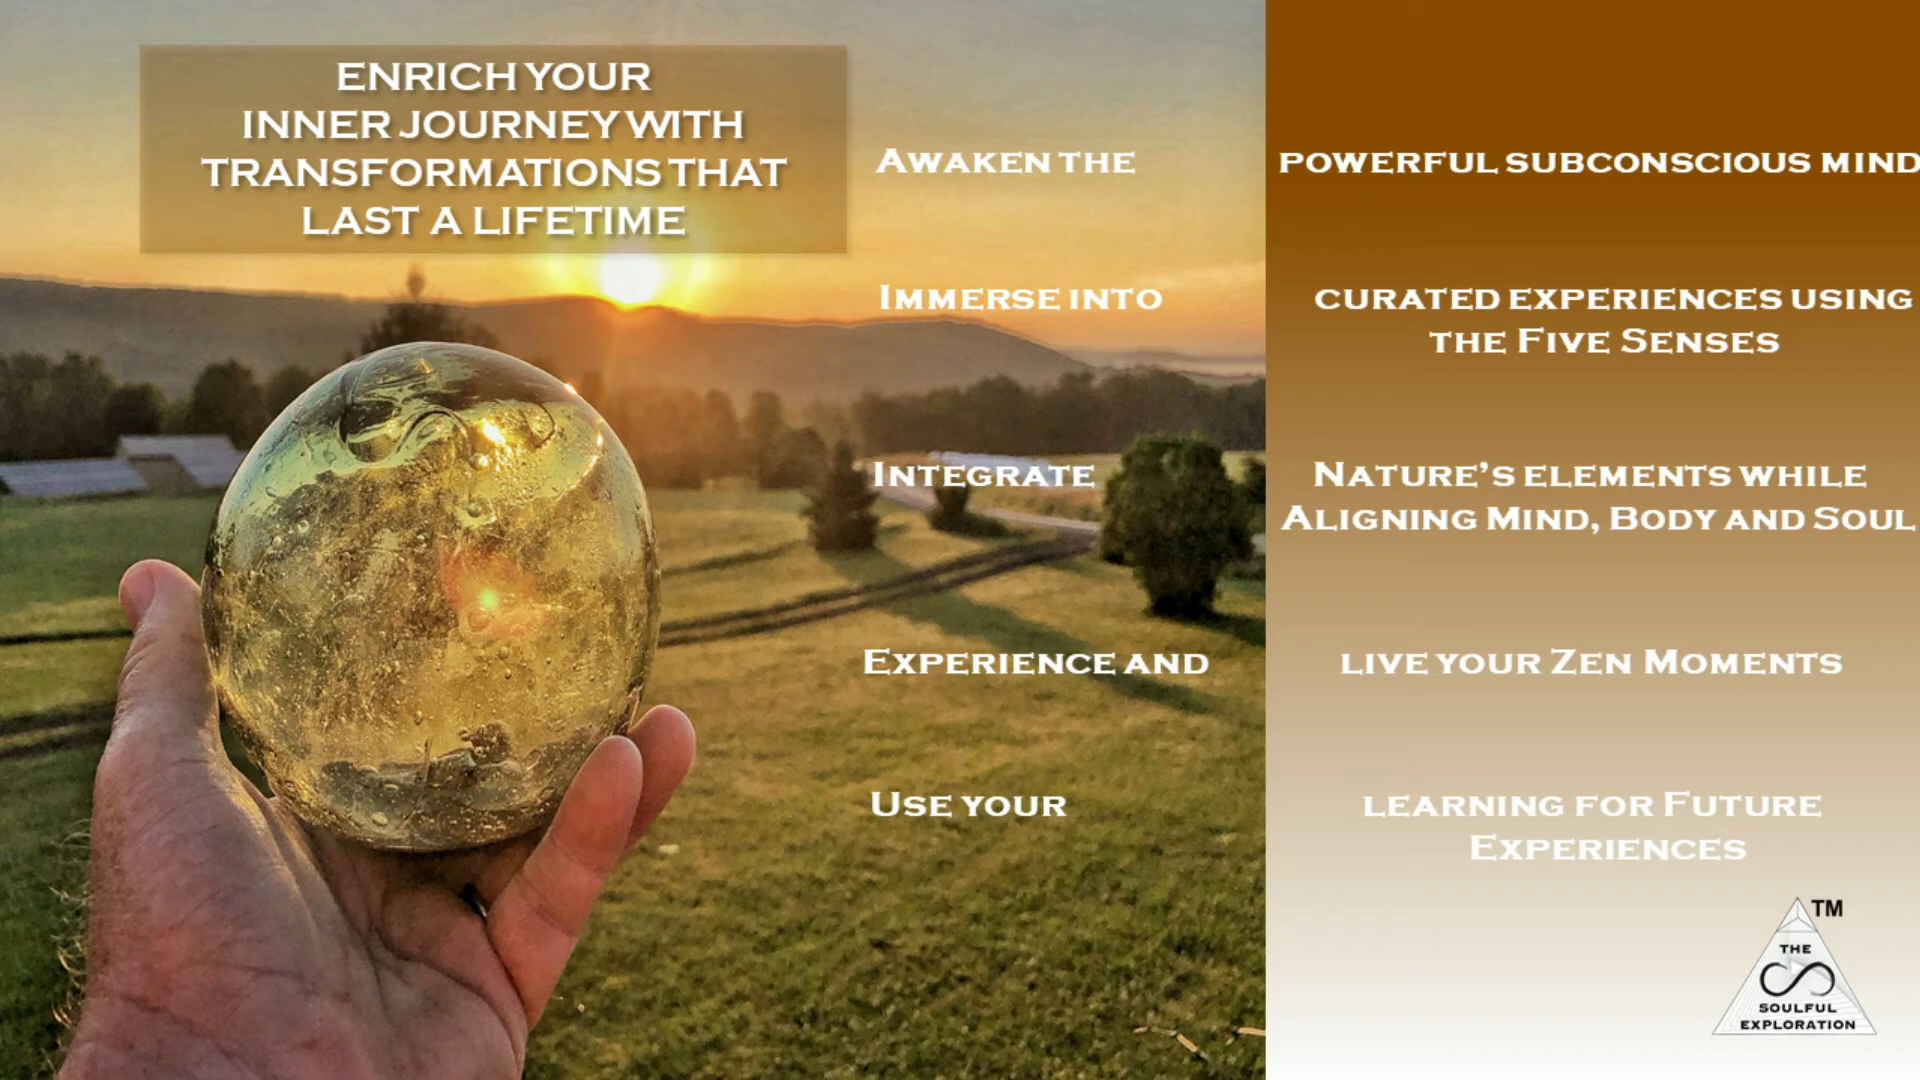 ENRICH YOUR
INNER JOURNEY WITH
TRANSFORMATIONS THAT
LAST A LIFETIME
AWAKEN THE POWERFUL SUBCONSCIOUS MIND
IMMERSE INTO CURATED EXPERIENCES USING
THE FIVE SENSES
INTEGRATE NATURE'S ELEMENTS WHILE
ALIGNING MIND, BODY AND SOUL
EXPERIENCE AND LIVE YOUR ZEN MOMENTS
USE YOUR LEARNING FOR FUTURE
EXPERIENCES
TM
THE
SOULFUL
EXPLORATION